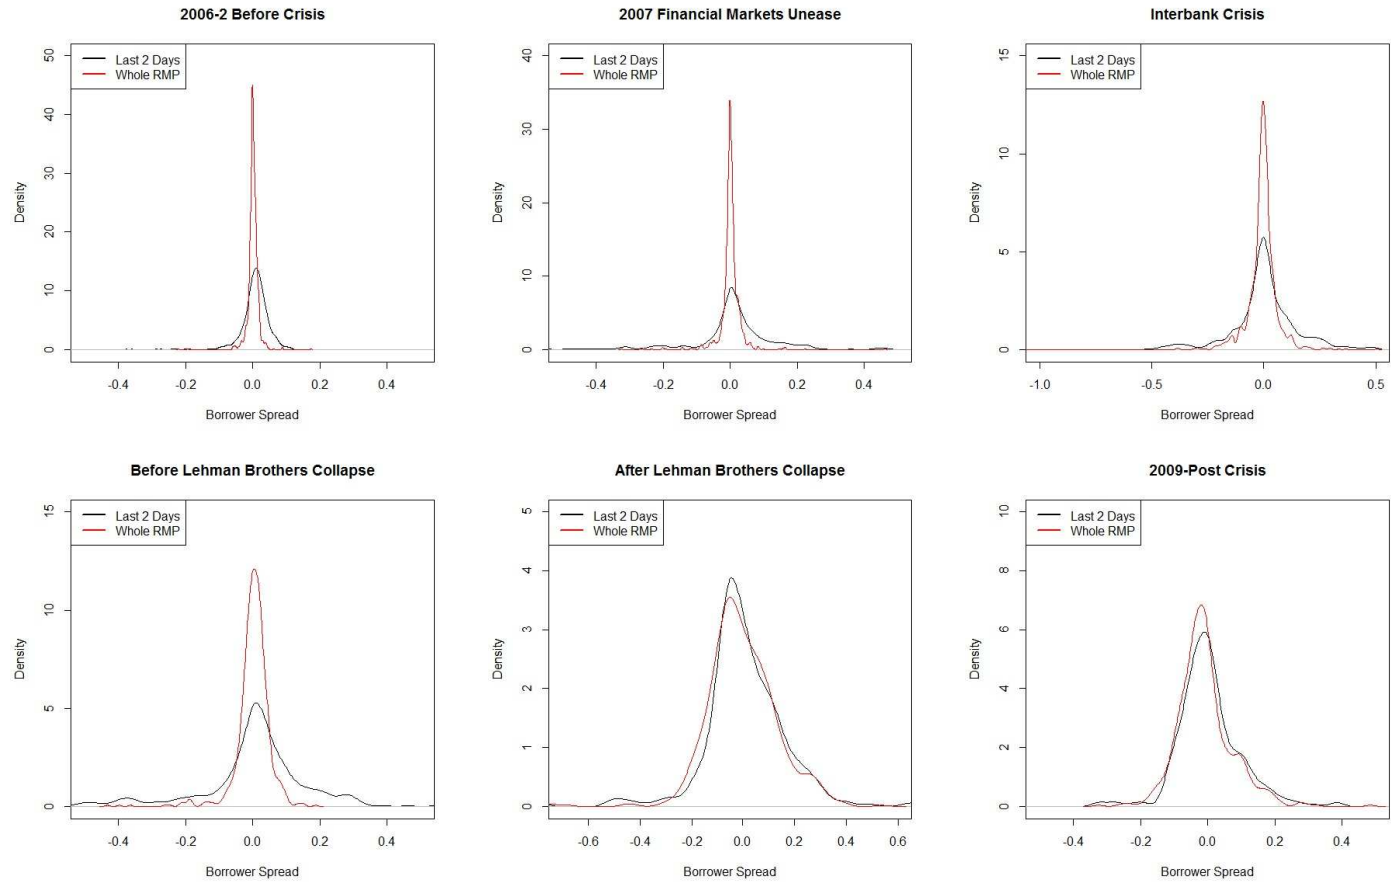 2006-2 Before Crisis
Last 2 Days
Whole RMP
Density
50
40
30
20
10
0
-0.4 -0.2 0.0 0.2 0.4
Borrower Spread
2007 Financial Markets Unease
Last 2 Days
Whole RMP
Density
40
30
20
10
0
-0.4 -0.2 0.0 0.2 0.4
Borrower Spread
Interbank Crisis
Last 2 Days
Whole RMP
Density
15
10
5
0
-1.0 -0.5 0.0 0.5
Borrower Spread
Before Lehman Brothers Collapse
Last 2 Days
Whole RMP
Density
15
10
5
0
-0.4 -0.2 0.0 0.2 0.4
Borrower Spread
After Lehman Brothers Collapse
Last 2 Days
Whole RMP
Density
5
4
3
2
1
0
-0.6 -0.4 -0.2 0.0 0.2 0.4 0.6
Borrower Spread
2009-Post Crisis
Last 2 Days
Whole RMP
Density
10
8
6
4
2
0
-0.4 -0.2 0.0 0.2 0.4
Borrower Spread